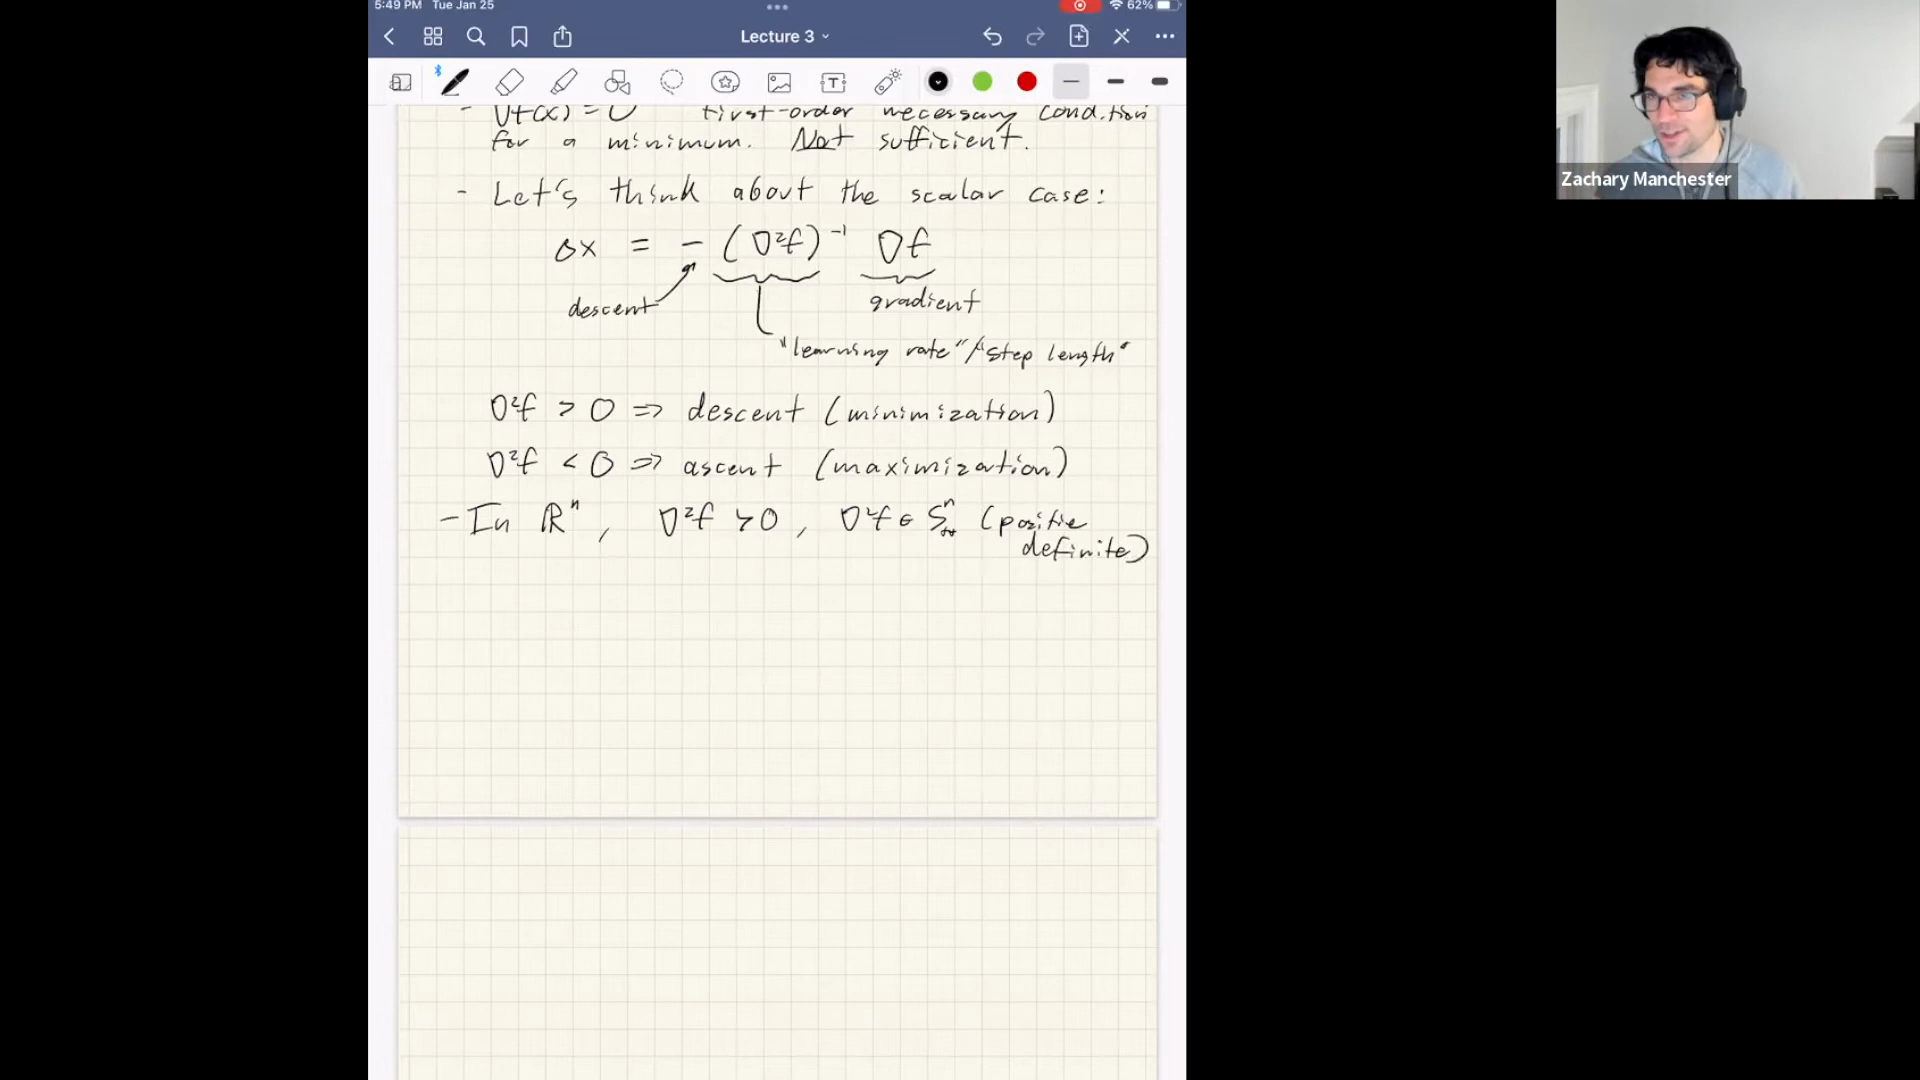 5:49 PM Tue Jan 25
62%
Lecture 3
- ∇f(x) = 0 first-order necessary condition
for a minimum. Not sufficient.
- Let's think about the scalar case:
Δx = - (∇²f)⁻¹ ∇f
descent
gradient
"learning rate"/"step length"
∇²f > 0 => descent (minimization)
∇²f < 0 => ascent (maximization)
- In ℝⁿ, ∇²f ≻ 0, ∇²f ∈ Sⁿ₊₊ (positive
definite)
Zachary Manchester